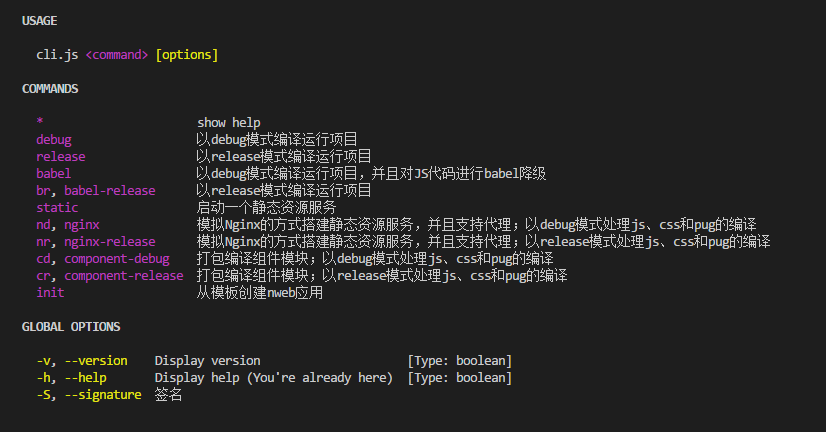 USAGE
cli.js <command> [options]
COMMANDS
* show help
debug 以debug模式编译运行项目
release 以release模式编译运行项目
babel 以debug模式编译运行项目，并且对JS代码进行babel降级
br, babel-release 以release模式编译运行项目
static 启动一个静态资源服务
nd, nginx 模拟Nginx的方式搭建静态资源服务，并且支持代理；以debug模式处理js、css和pug的编译
nr, nginx-release 模拟Nginx的方式搭建静态资源服务，并且支持代理；以release模式处理js、css和pug的编译
cd, component-debug 打包编译组件模块；以debug模式处理js、css和pug的编译
cr, component-release 打包编译组件模块；以release模式处理js、css和pug的编译
init 从模板创建nweb应用
GLOBAL OPTIONS
-v, --version Display version [Type: boolean]
-h, --help Display help (You're already here) [Type: boolean]
-S, --signature 签名